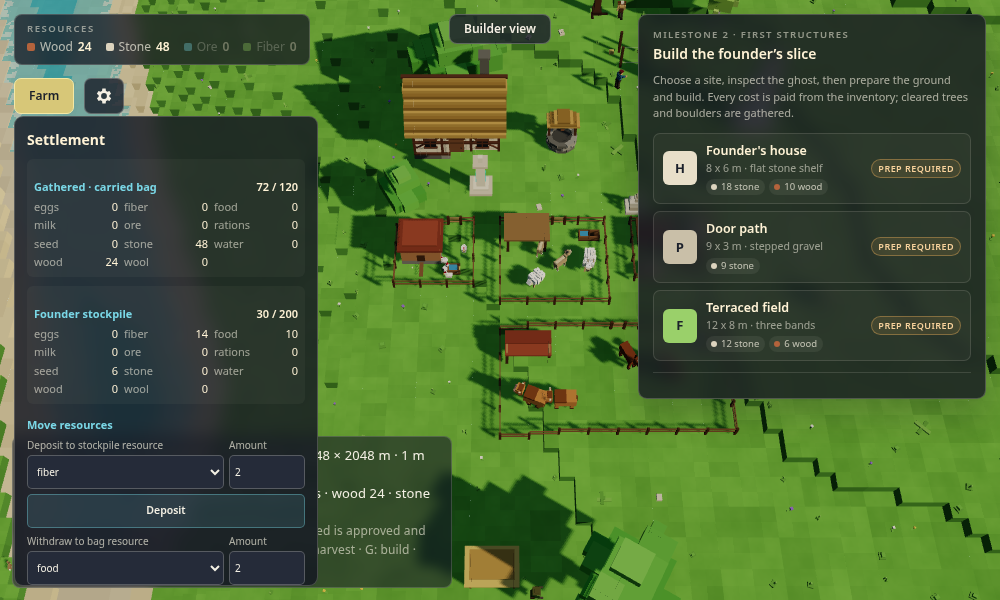 RESOURCES
Wood 24 Stone 48 Ore 0 Fiber 0
Builder view
Farm
Settlement
Gathered · carried bag 72 / 120
eggs 0 fiber 0 food 0
milk 0 ore 0 rations 0
seed 0 stone 48 water 0
wood 24 wool 0
Founder stockpile 30 / 200
eggs 0 fiber 14 food 10
milk 0 ore 0 rations 0
seed 6 stone 0 water 0
wood 0 wool 0
Move resources
Deposit to stockpile resource Amount
fiber 2
Deposit
Withdraw to bag resource Amount
food 2
48 × 2048 m · 1 m
· wood 24 · stone
ed is approved and
harvest · G: build ·
MILESTONE 2 · FIRST STRUCTURES
Build the founder’s slice
Choose a site, inspect the ghost, then prepare the ground
and build. Every cost is paid from the inventory; cleared trees
and boulders are gathered.
H
Founder's house
8 x 6 m · flat stone shelf
18 stone 10 wood
PREP REQUIRED
P
Door path
9 x 3 m · stepped gravel
9 stone
PREP REQUIRED
F
Terraced field
12 x 8 m · three bands
12 stone 6 wood
PREP REQUIRED